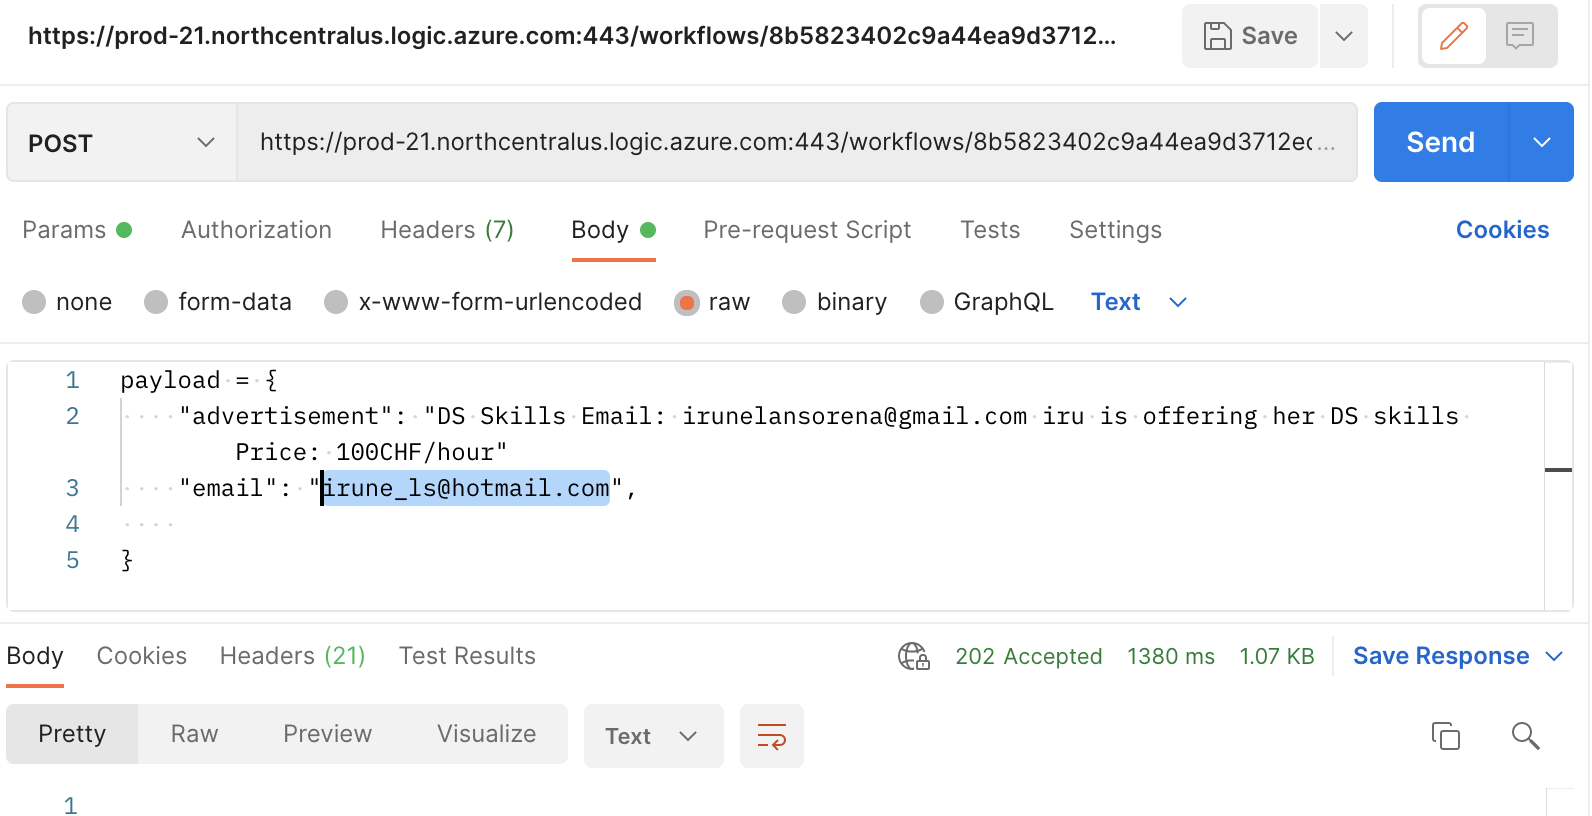 https://prod-21.northcentralus.logic.azure.com:443/workflows/8b5823402c9a44ea9d3712...
Save
POST
https://prod-21.northcentralus.logic.azure.com:443/workflows/8b5823402c9a44ea9d3712ec...
Send
Params
Authorization
Headers (7)
Body
Pre-request Script
Tests
Settings
Cookies
none
form-data
x-www-form-urlencoded
raw
binary
GraphQL
Text
1 payload = {
2 "advertisement": "DS Skills Email: irunelansorena@gmail.com iru is offering her DS skills
Price: 100CHF/hour"
3 "email": "irune_ls@hotmail.com",
4
5 }
Body
Cookies
Headers (21)
Test Results
202 Accepted
1380 ms
1.07 KB
Save Response
Pretty
Raw
Preview
Visualize
Text
1